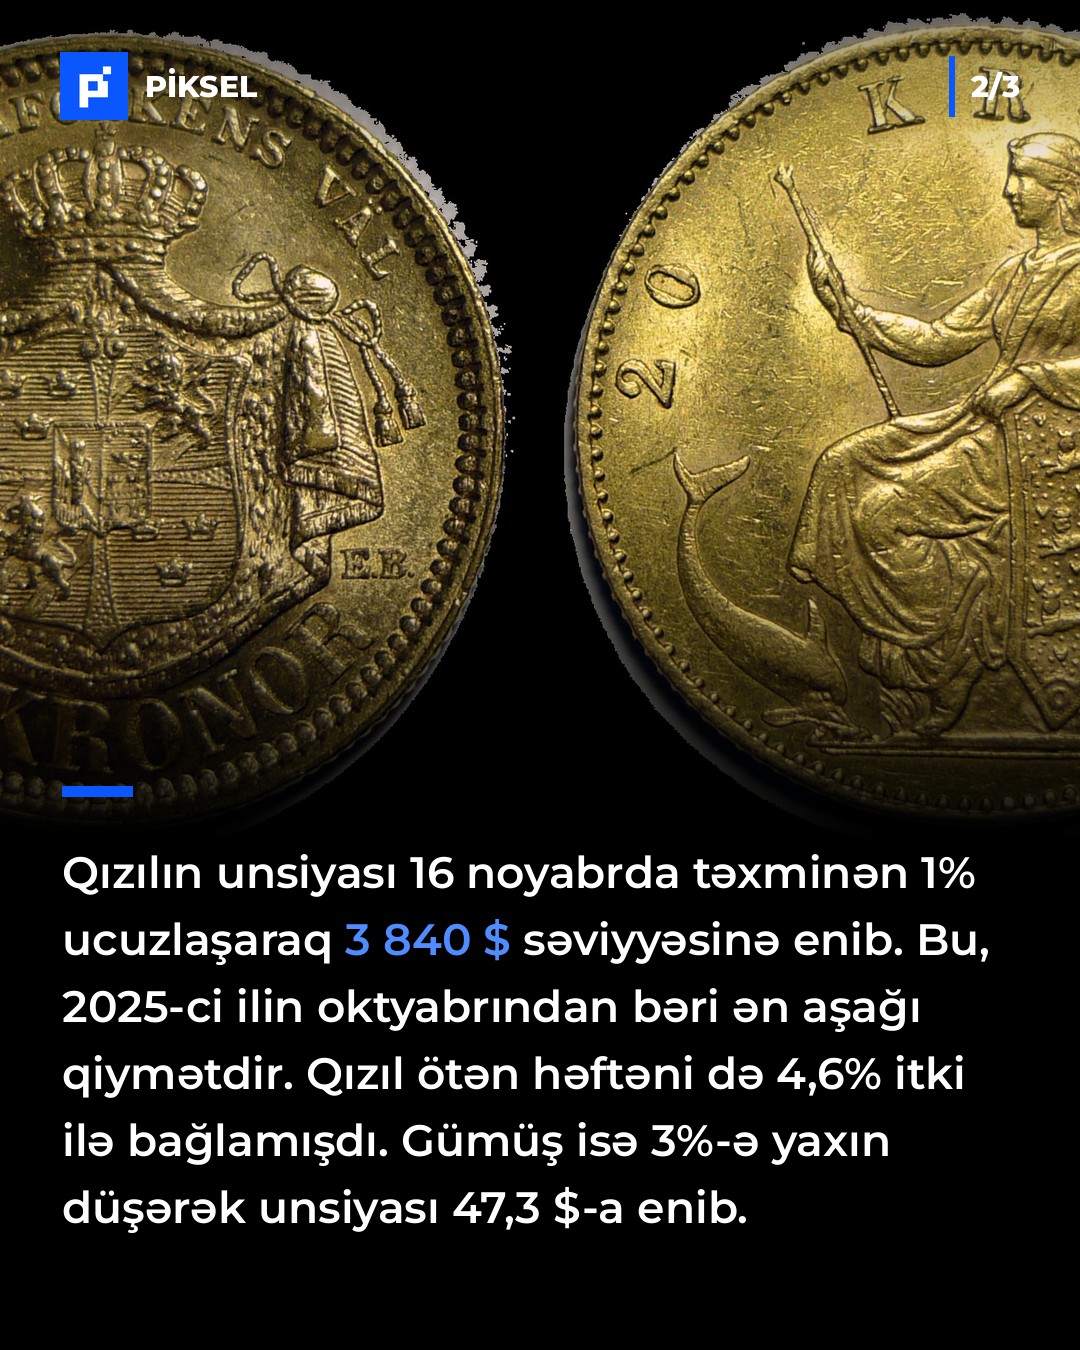 PİKSEL
2/3
KENS VÄL
E.B.
KRONOR
K R
20
Qızılın unsiyası 16 noyabrda təxminən 1%
ucuzlaşaraq 3 840 $ səviyyəsinə enib. Bu,
2025-ci ilin oktyabrından bəri ən aşağı
qiymətdir. Qızıl ötən həftəni də 4,6% itki
ilə bağlamışdı. Gümüş isə 3%-ə yaxın
düşərək unsiyası 47,3 $-a enib.